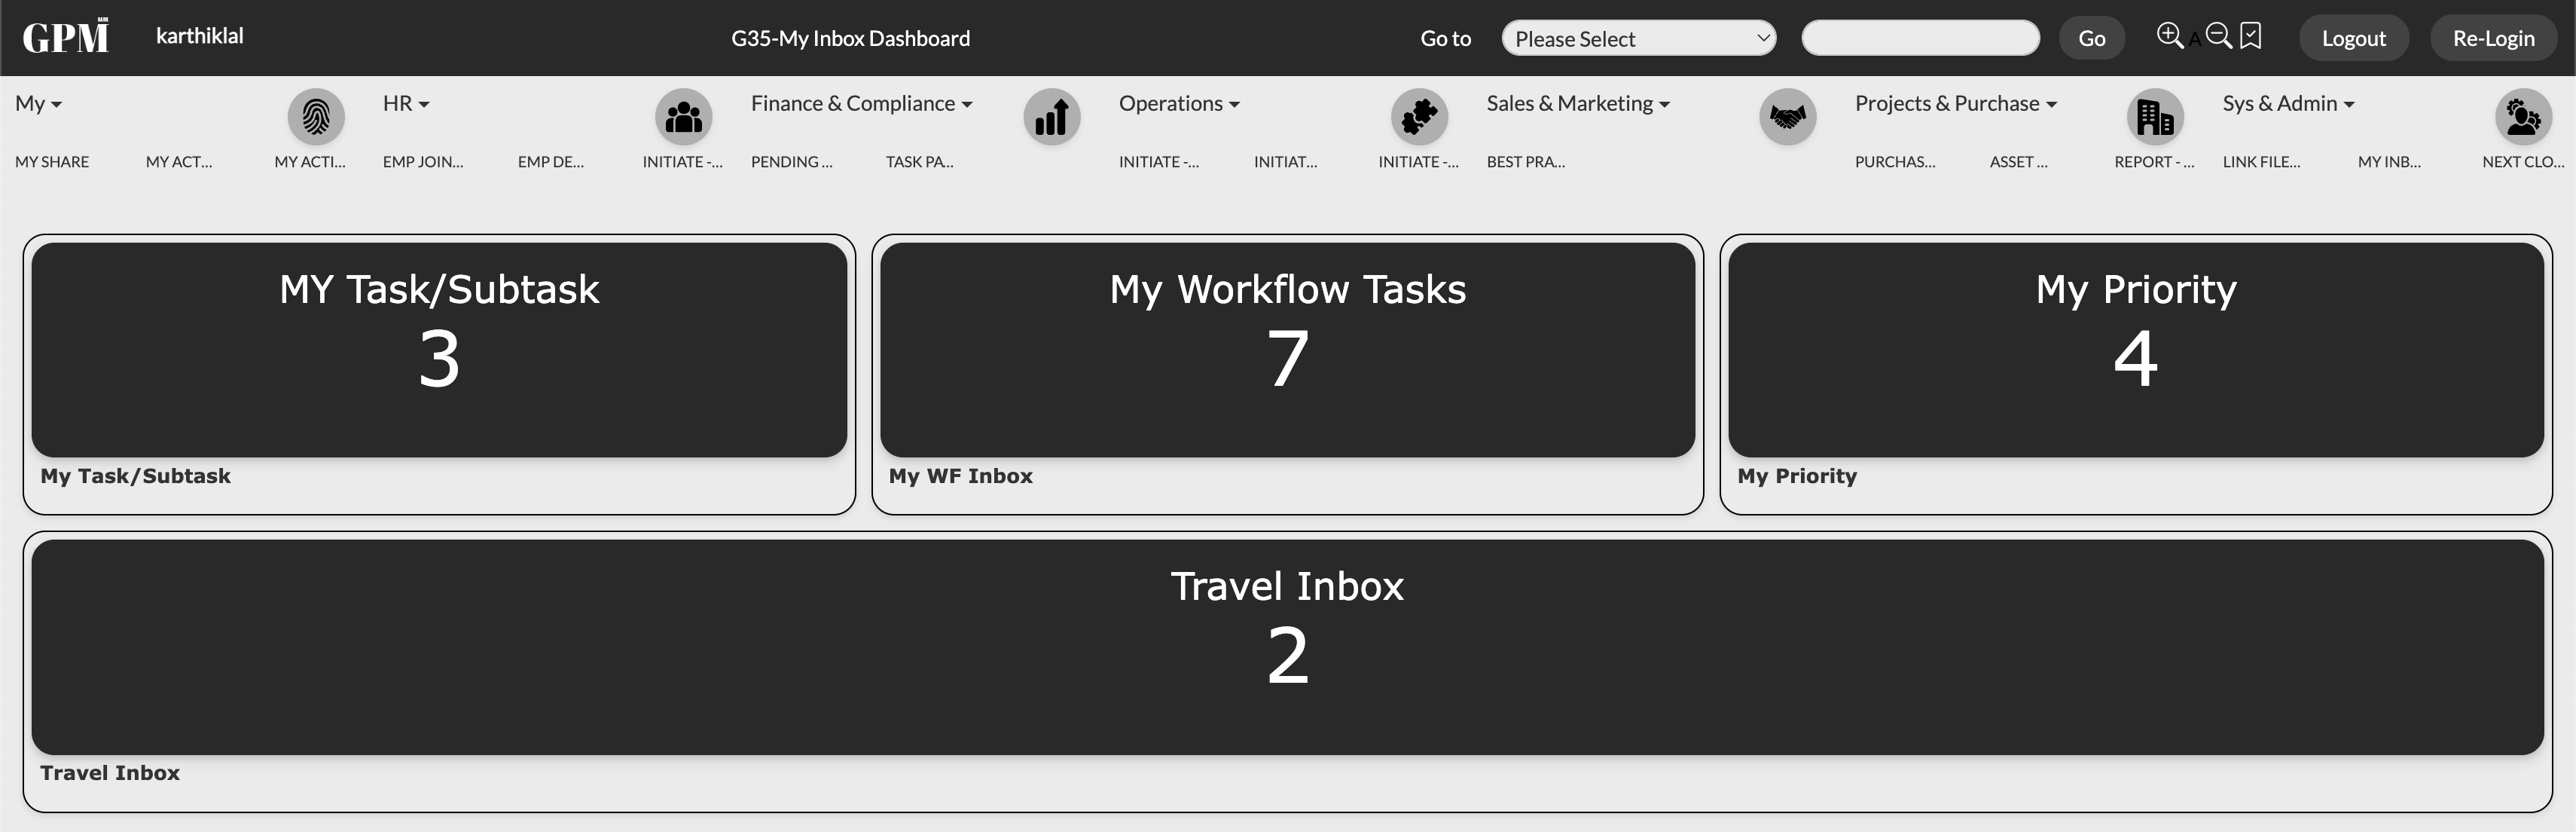 GPM karthiklal G35-My Inbox Dashboard Go to Please Select Go A Logout Re-Login
My HR Finance & Compliance Operations Sales & Marketing Projects & Purchase Sys & Admin
MY SHARE MY ACT... MY ACTI... EMP JOIN... EMP DE... INITIATE -... PENDING ... TASK PA... INITIATE -... INITIAT... INITIATE -... BEST PRA... PURCHAS... ASSET ... REPORT - ... LINK FILE... MY INB... NEXT CLO...
MY Task/Subtask
3
My Task/Subtask
My Workflow Tasks
7
My WF Inbox
My Priority
4
My Priority
Travel Inbox
2
Travel Inbox